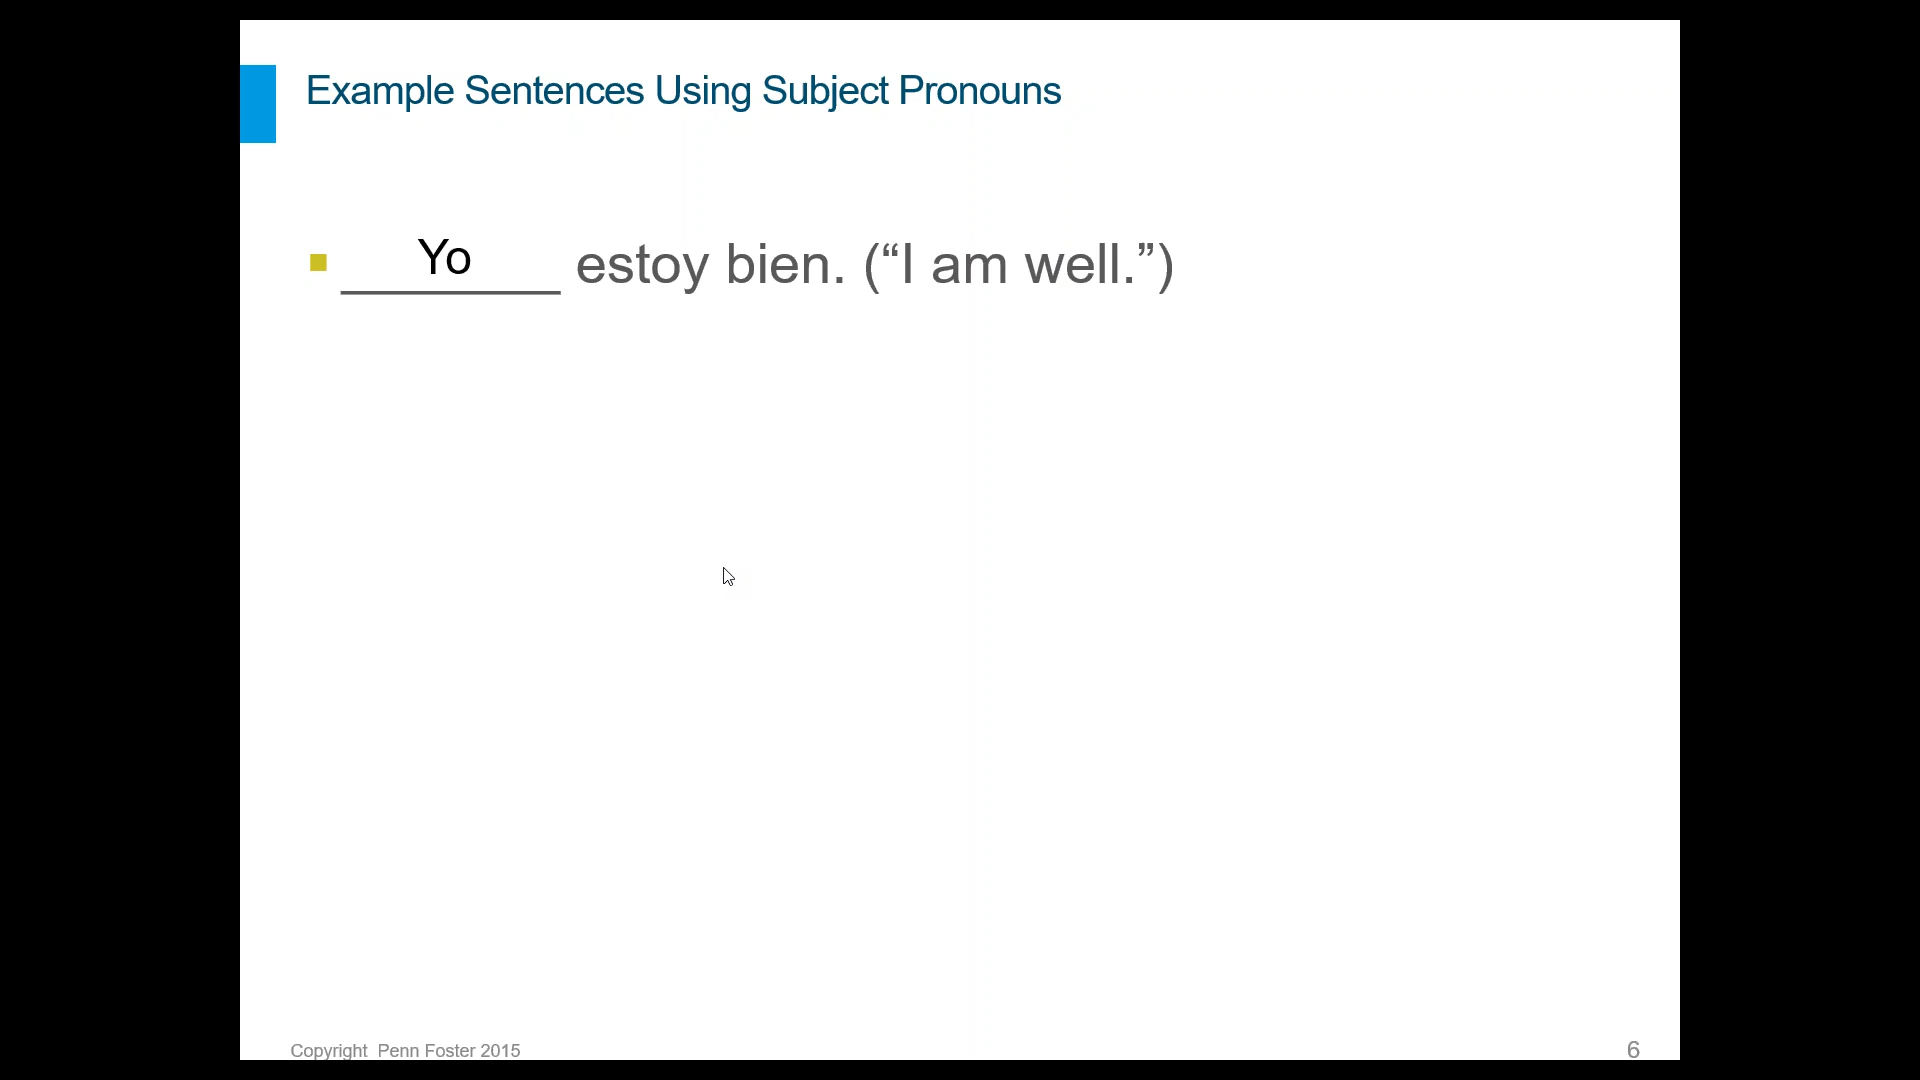 Example Sentences Using Subject Pronouns
Yo estoy bien. (“I am well.”)
Copyright Penn Foster 2015
6